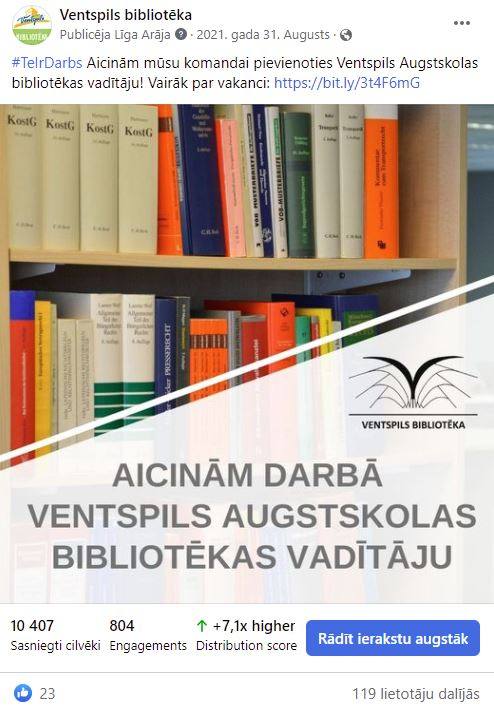 Ventspils bibliotēka
Publicēja Līga Arāja · 2021. gada 31. Augusts ·
#TeIrDarbs Aicinām mūsu komandai pievienoties Ventspils Augstskolas
bibliotēkas vadītāju! Vairāk par vakanci: https://bit.ly/3t4F6mG
KostG KostG KostG KostG
VENTSPILS BIBLIOTĒKA
AICINĀM DARBĀ
VENTSPILS AUGSTSKOLAS
BIBLIOTĒKAS VADĪTĀJU
10 407 804 +7,1x higher
Sasniegti cilvēki Engagements Distribution score
Rādīt ierakstu augstāk
23 119 lietotāju dalījās